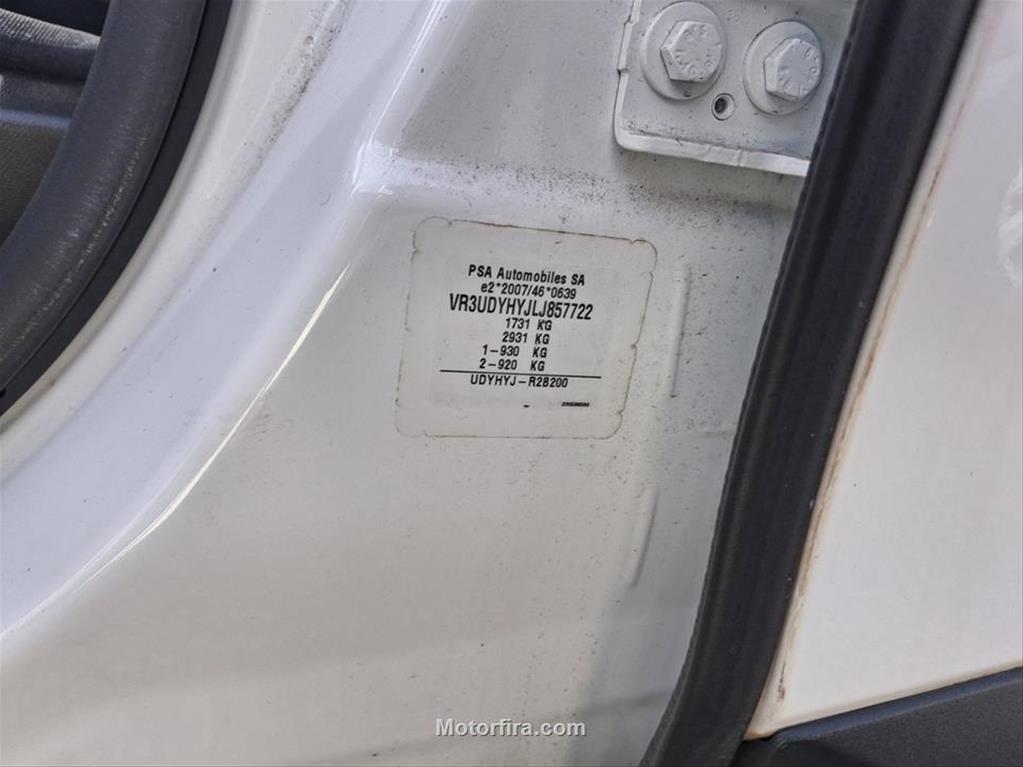 PSA Automobiles SA
e2*2007/46*0639
VR3UDYHYJLJ857722
1731 KG
2931 KG
1-930 KG
2-920 KG
UDYHYJ-R2B200
Motorfira.com